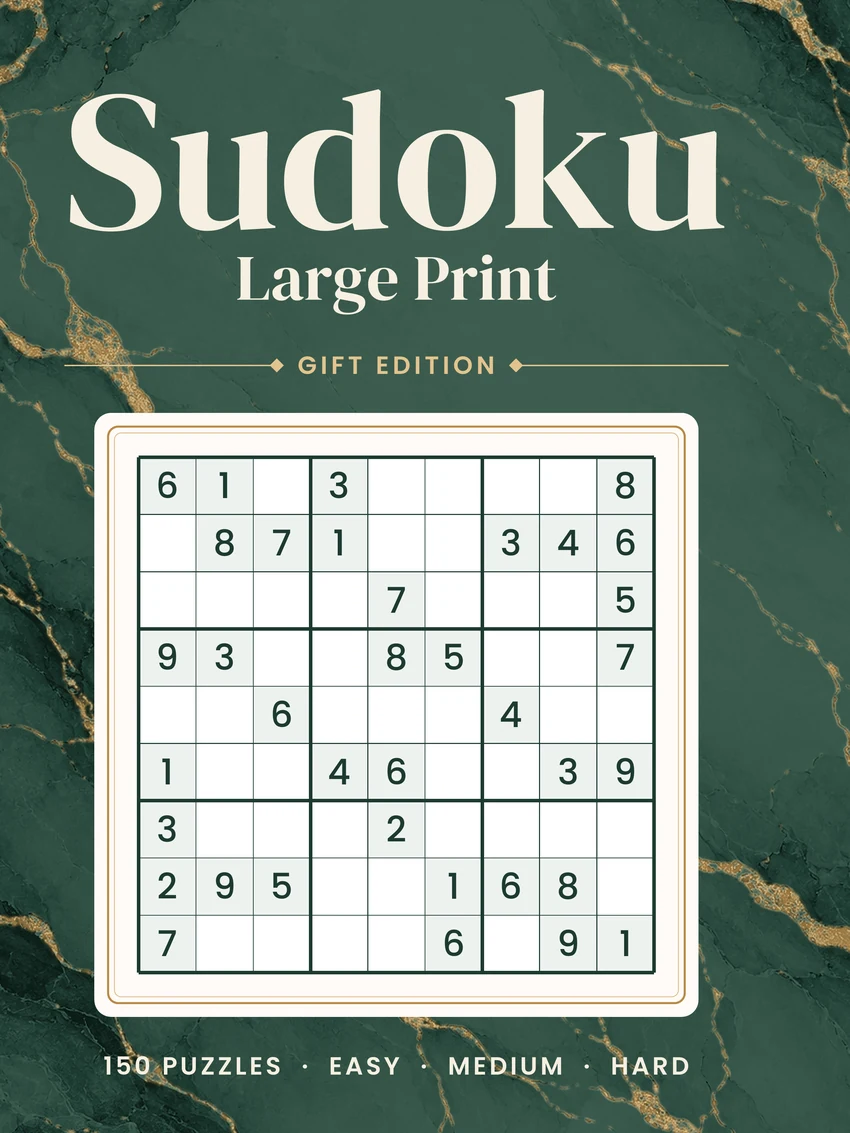 Sudoku
Large Print
GIFT EDITION
6 1 3 8
8 7 1 3 4 6
7 5
9 3 8 5 7
6 4
1 4 6 3 9
3 2
2 9 5 1 6 8
7 6 9 1
150 PUZZLES · EASY · MEDIUM · HARD